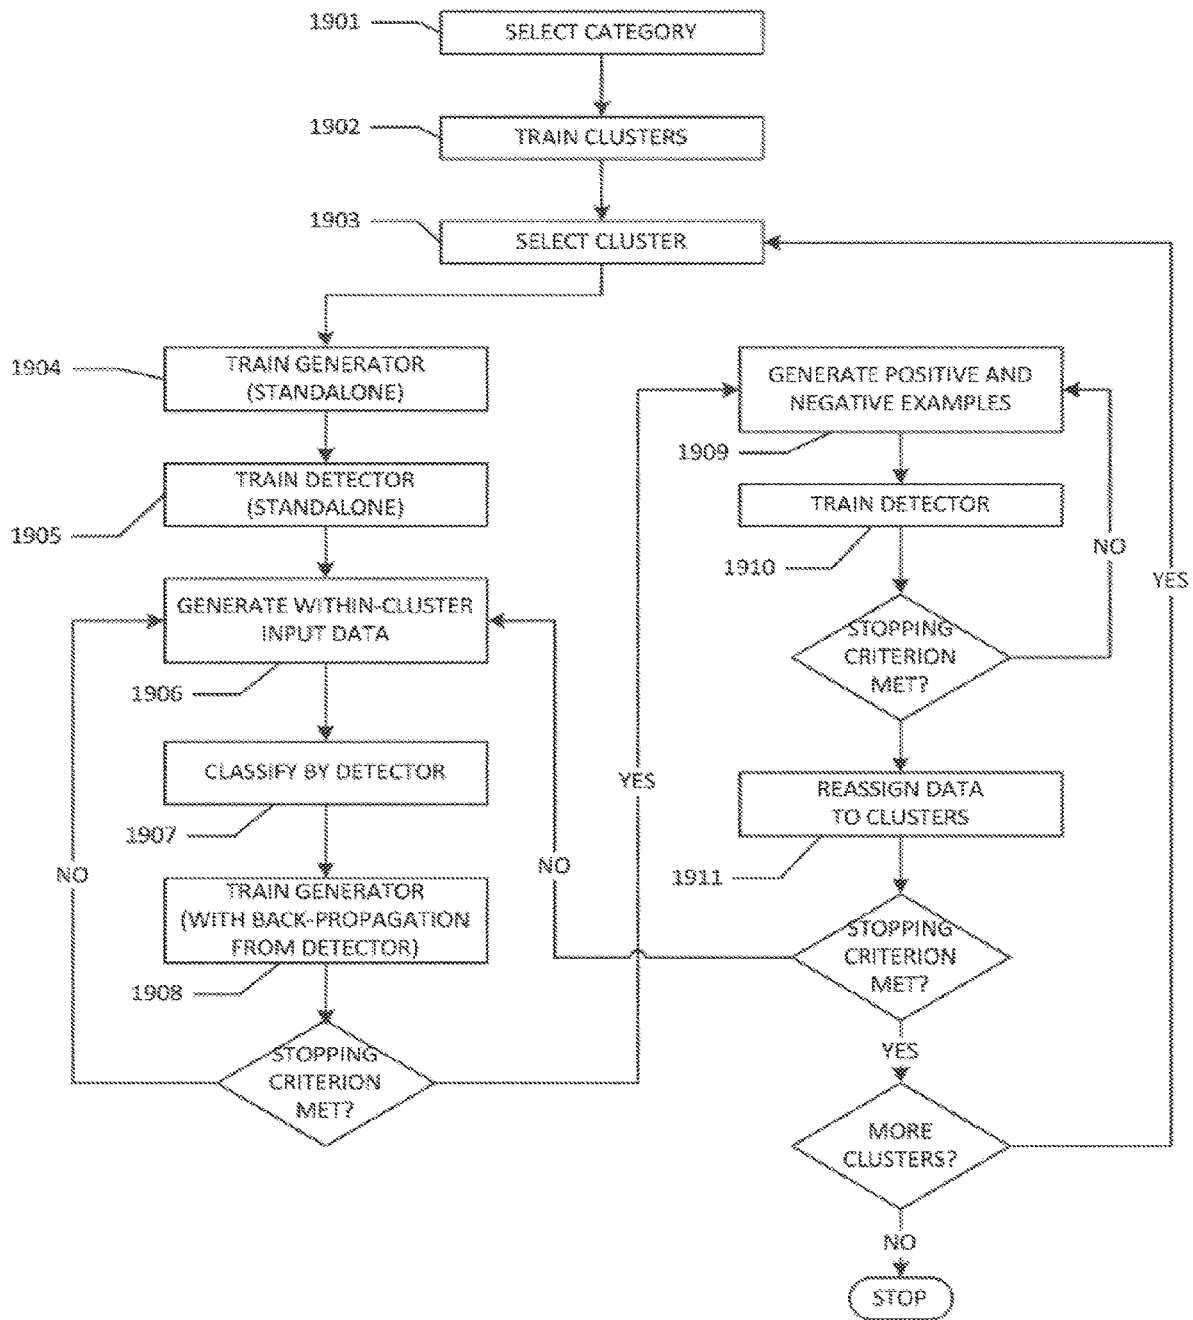 1901
SELECT CATEGORY
1902
TRAIN CLUSTERS
1903
SELECT CLUSTER
1904
TRAIN GENERATOR
(STANDALONE)
1905
TRAIN DETECTOR
(STANDALONE)
GENERATE WITHIN-CLUSTER
INPUT DATA
1906
CLASSIFY BY DETECTOR
1907
TRAIN GENERATOR
(WITH BACK-PROPAGATION
FROM DETECTOR)
1908
STOPPING
CRITERION
MET?
NO
YES
GENERATE POSITIVE AND
NEGATIVE EXAMPLES
1909
TRAIN DETECTOR
1910
STOPPING
CRITERION
MET?
NO
REASSIGN DATA
TO CLUSTERS
1911
STOPPING
CRITERION
MET?
NO
YES
MORE
CLUSTERS?
YES
NO
STOP